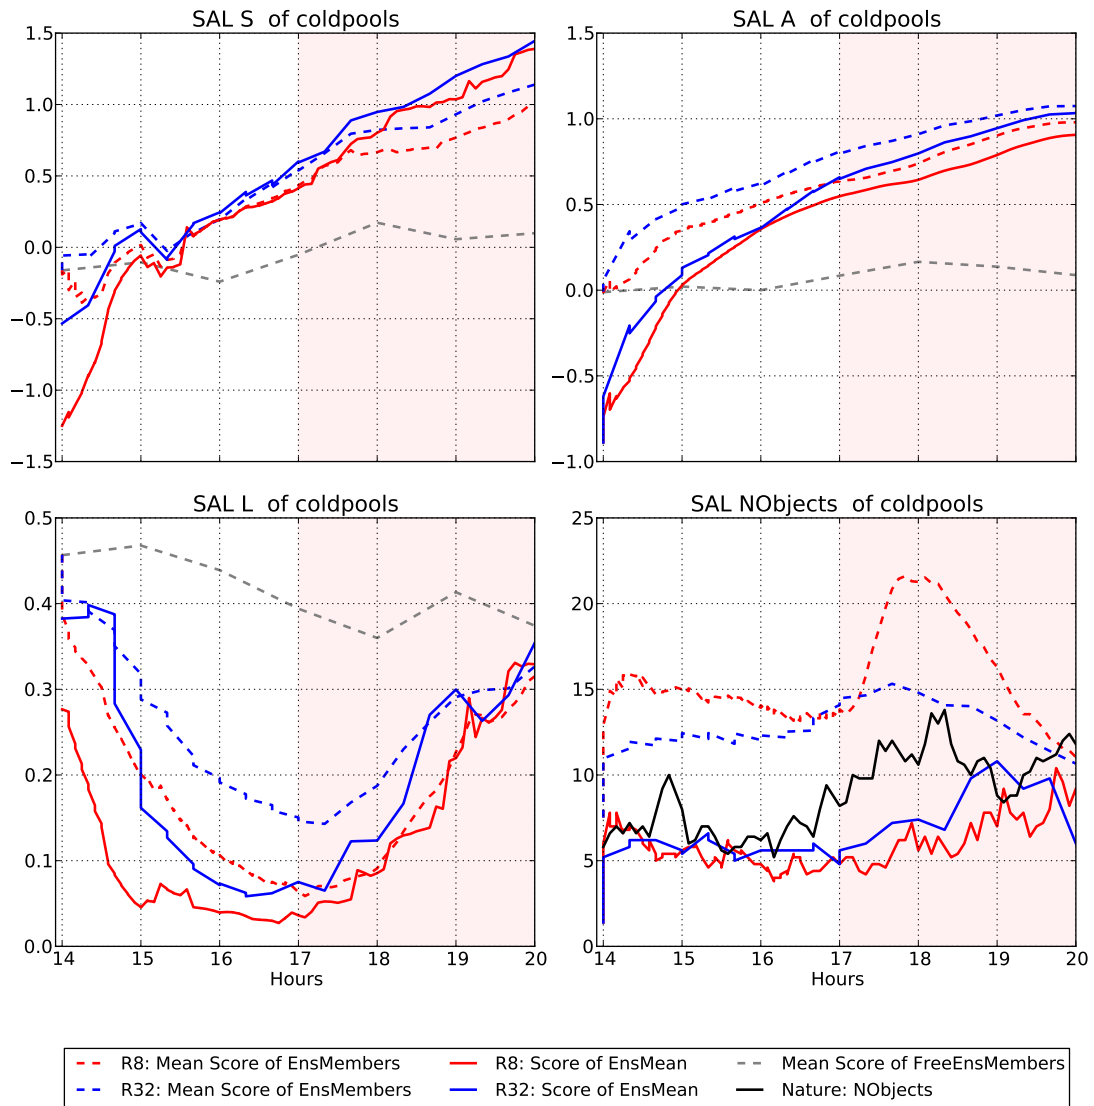 SAL S of coldpools
SAL A of coldpools
1.5
1.0
0.5
0.0
−0.5
−1.0
−1.5
1.5
1.0
0.5
0.0
−0.5
−1.0
SAL L of coldpools
SAL NObjects of coldpools
0.5
0.4
0.3
0.2
0.1
0.0
14 15 16 17 18 19 20
Hours
25
20
15
10
5
0
14 15 16 17 18 19 20
Hours
R8: Mean Score of EnsMembers
R32: Mean Score of EnsMembers
R8: Score of EnsMean
R32: Score of EnsMean
Mean Score of FreeEnsMembers
Nature: NObjects